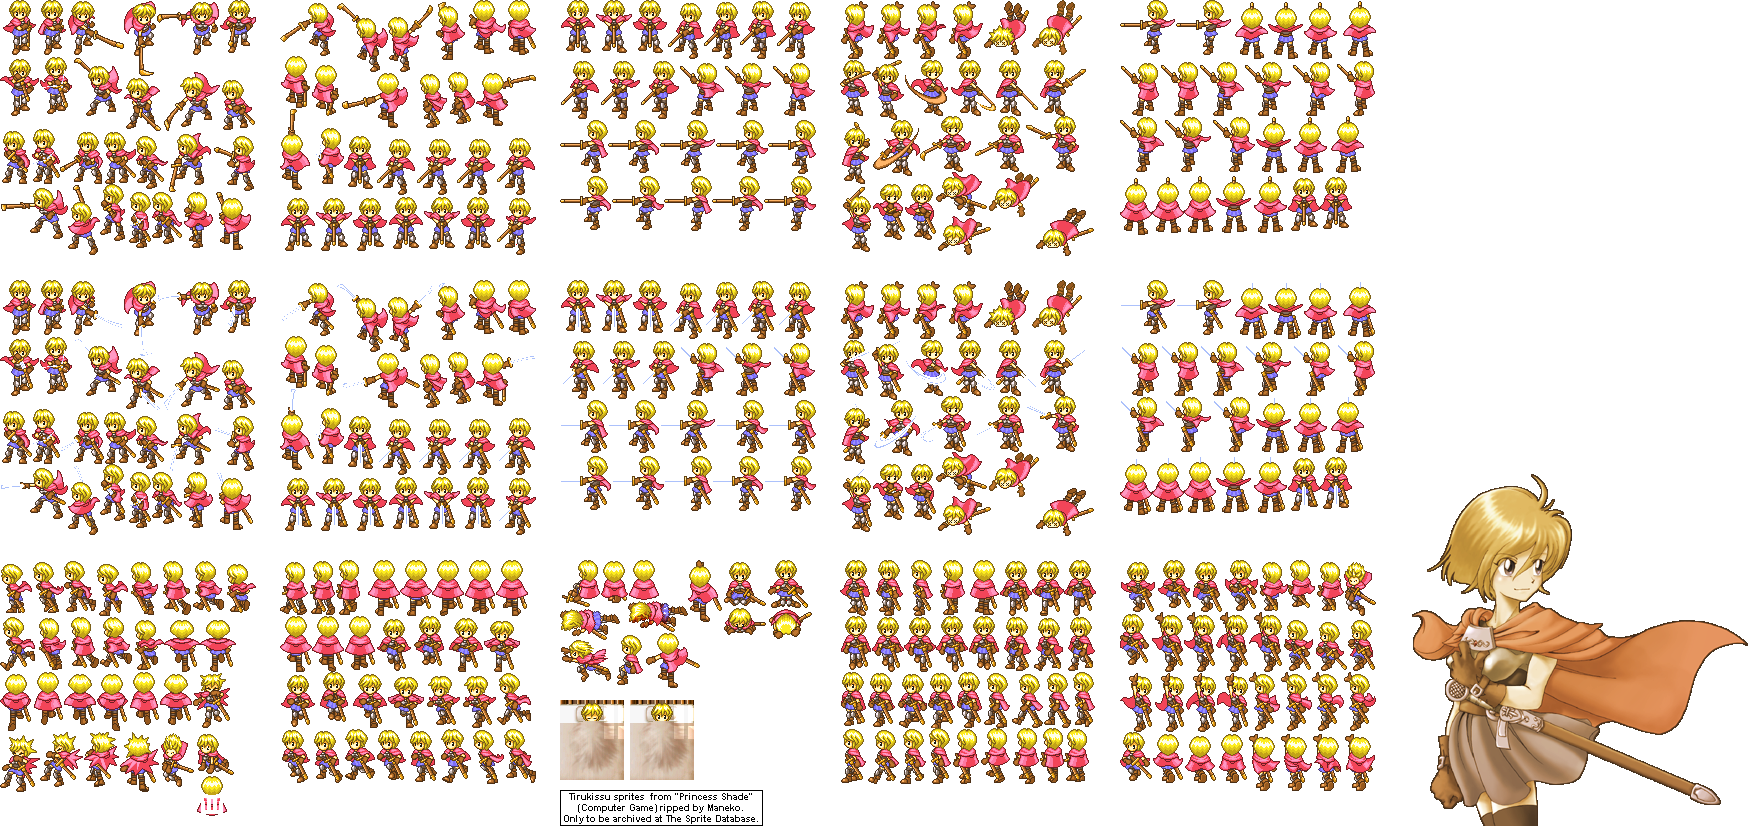 Tirukissu sprites from "Princess Shade"
(Computer Game) ripped by Maneko.
Only to be archived at The Sprite Database.